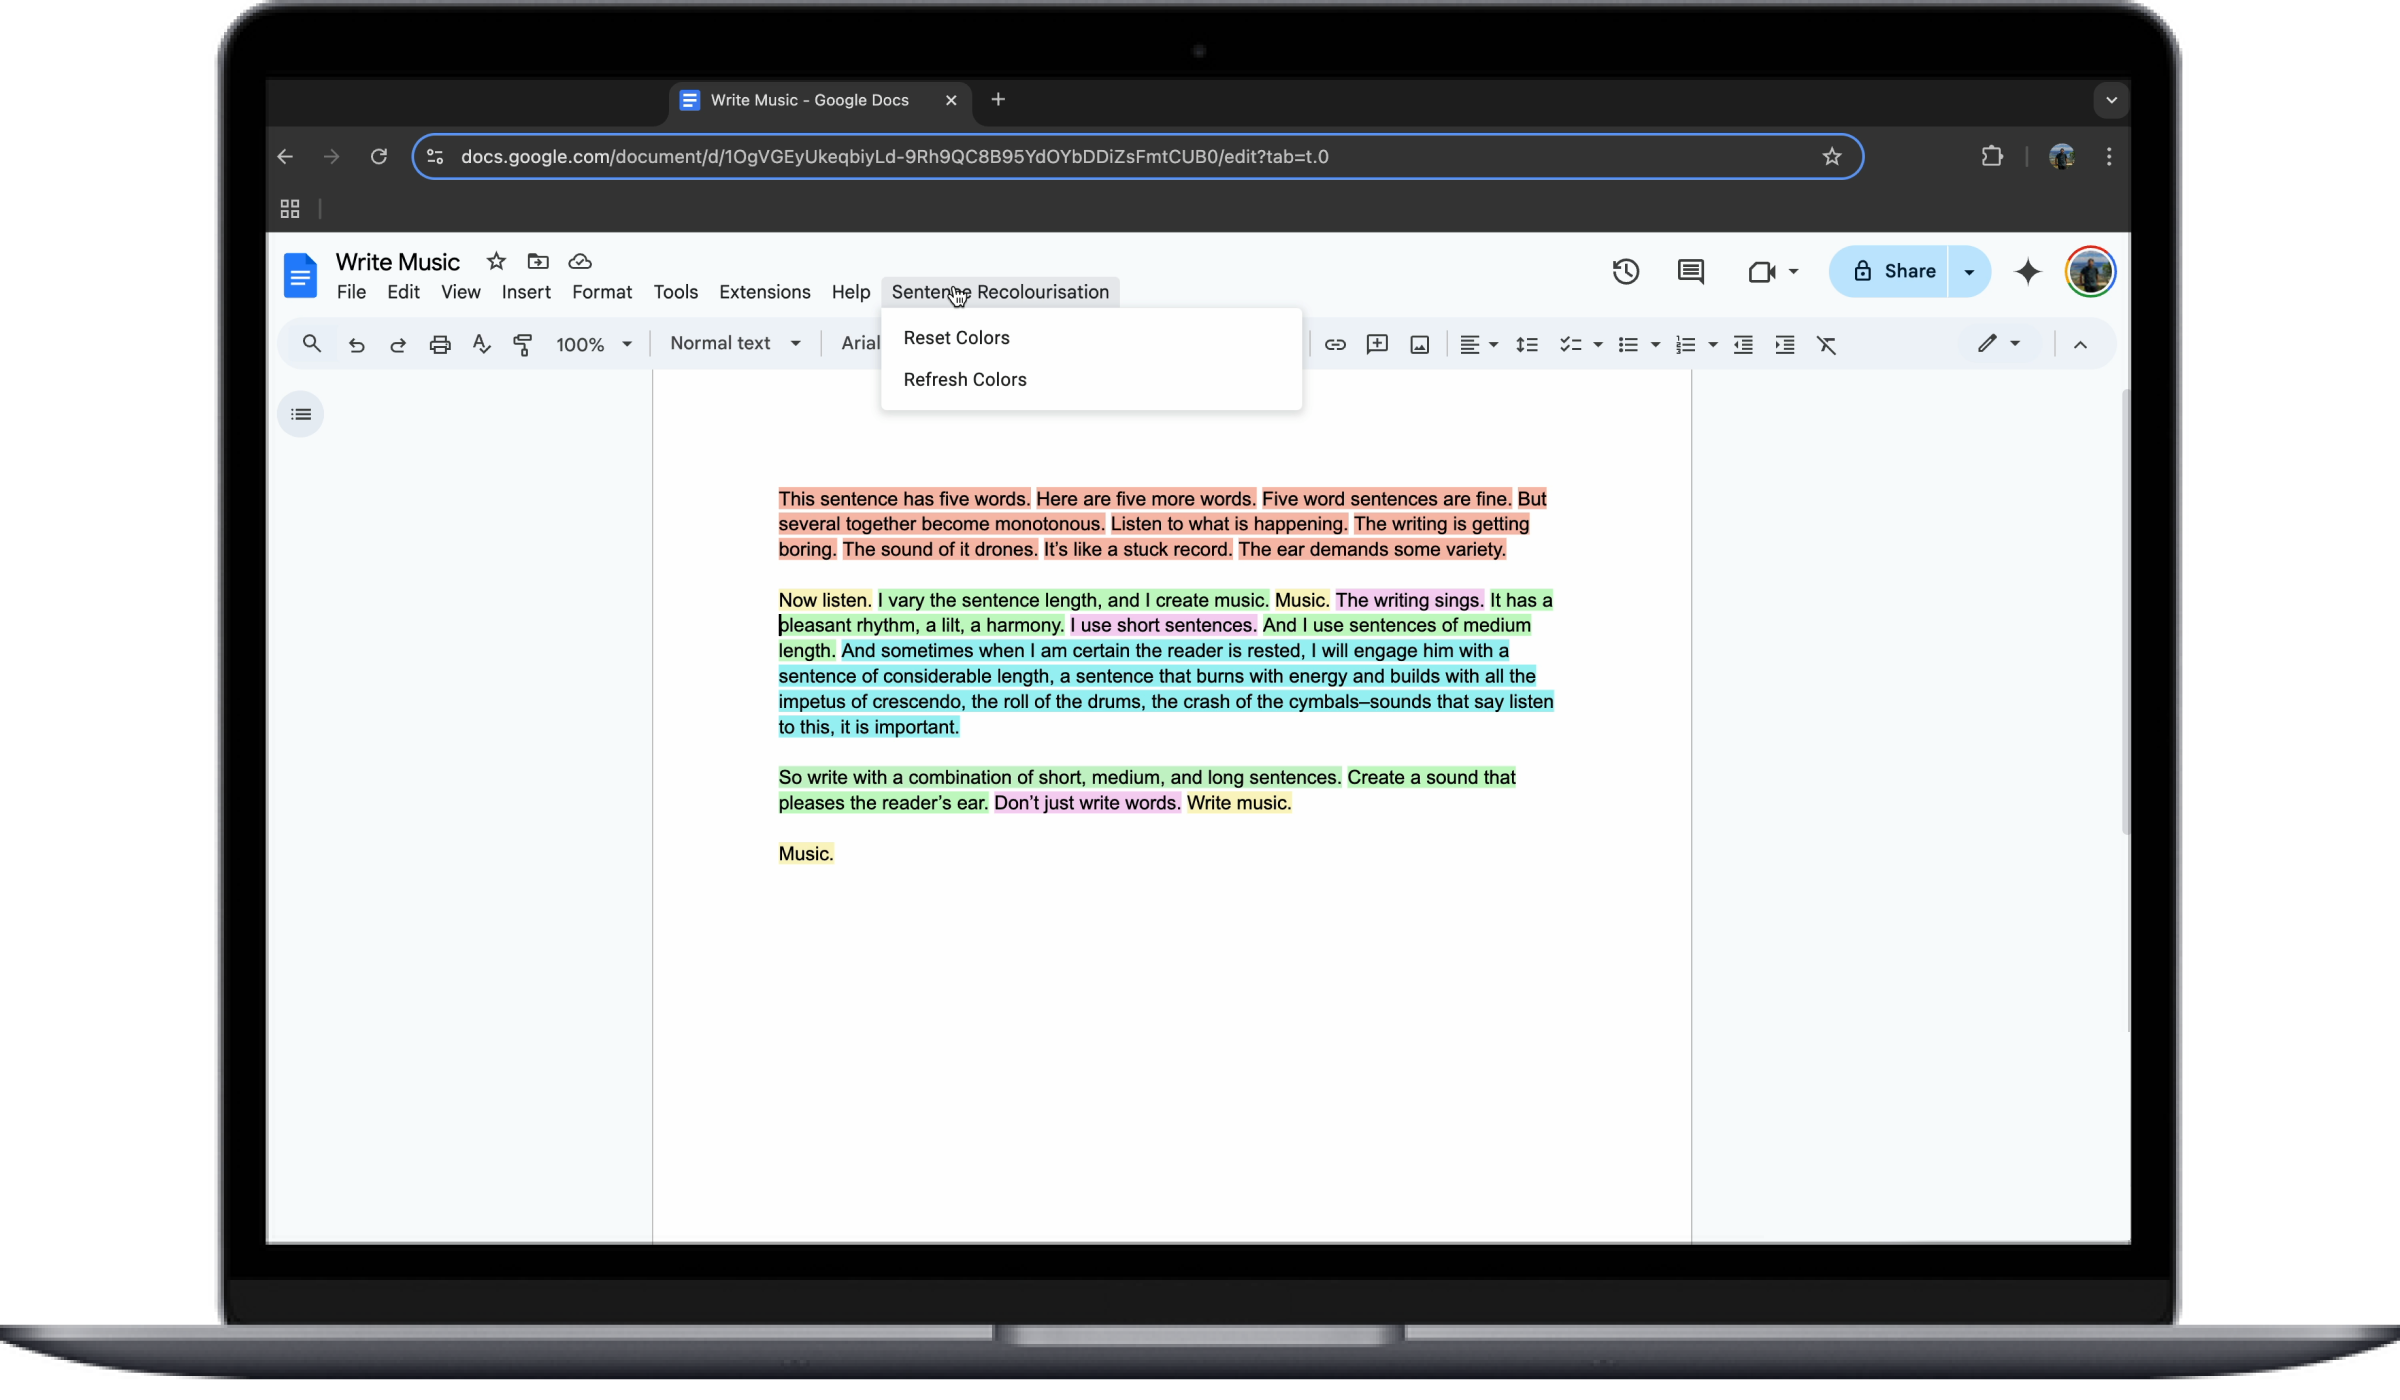 Write Music - Google Docs
docs.google.com/document/d/1OgVGEyUkeqbiyLd-9Rh9QC8B95YdOYbDDiZsFmtCUB0/edit?tab=t.0
Write Music
Share
File Edit View Insert Format Tools Extensions Help Sentence Recolourisation
100% Normal text Arial
Reset Colors
Refresh Colors
This sentence has five words. Here are five more words. Five word sentences are fine. But
several together become monotonous. Listen to what is happening. The writing is getting
boring. The sound of it drones. It’s like a stuck record. The ear demands some variety.
Now listen. I vary the sentence length, and I create music. Music. The writing sings. It has a
pleasant rhythm, a lilt, a harmony. I use short sentences. And I use sentences of medium
length. And sometimes when I am certain the reader is rested, I will engage him with a
sentence of considerable length, a sentence that burns with energy and builds with all the
impetus of crescendo, the roll of the drums, the crash of the cymbals–sounds that say listen
to this, it is important.
So write with a combination of short, medium, and long sentences. Create a sound that
pleases the reader’s ear. Don’t just write words. Write music.
Music.